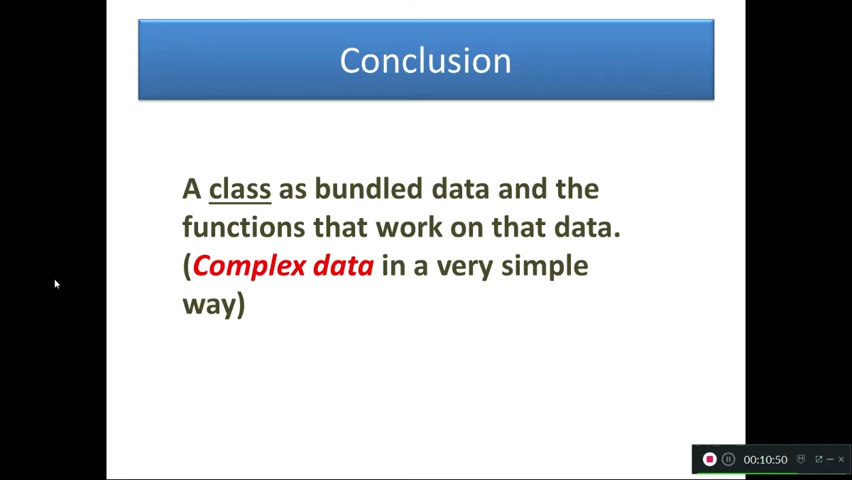 Conclusion
A class as bundled data and the
functions that work on that data.
(Complex data in a very simple
way)
00:10:50